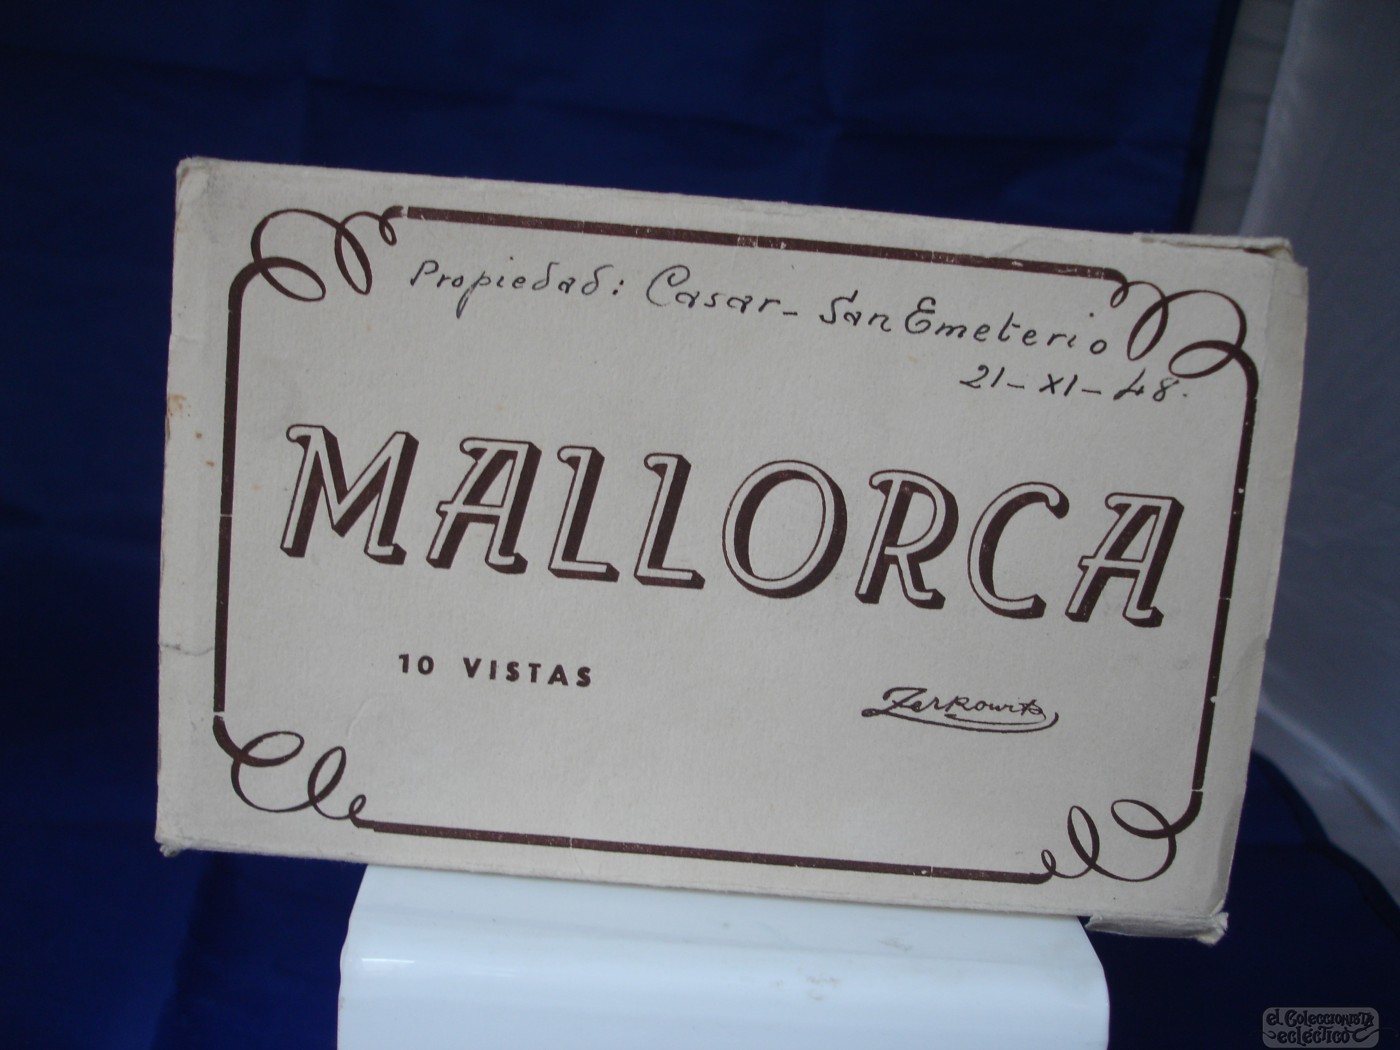 Propiedad: Casar - San Emeterio
21-XI-48.
MALLORCA
10 VISTAS
Zerkowitz
el Coleccionista
ecléctico